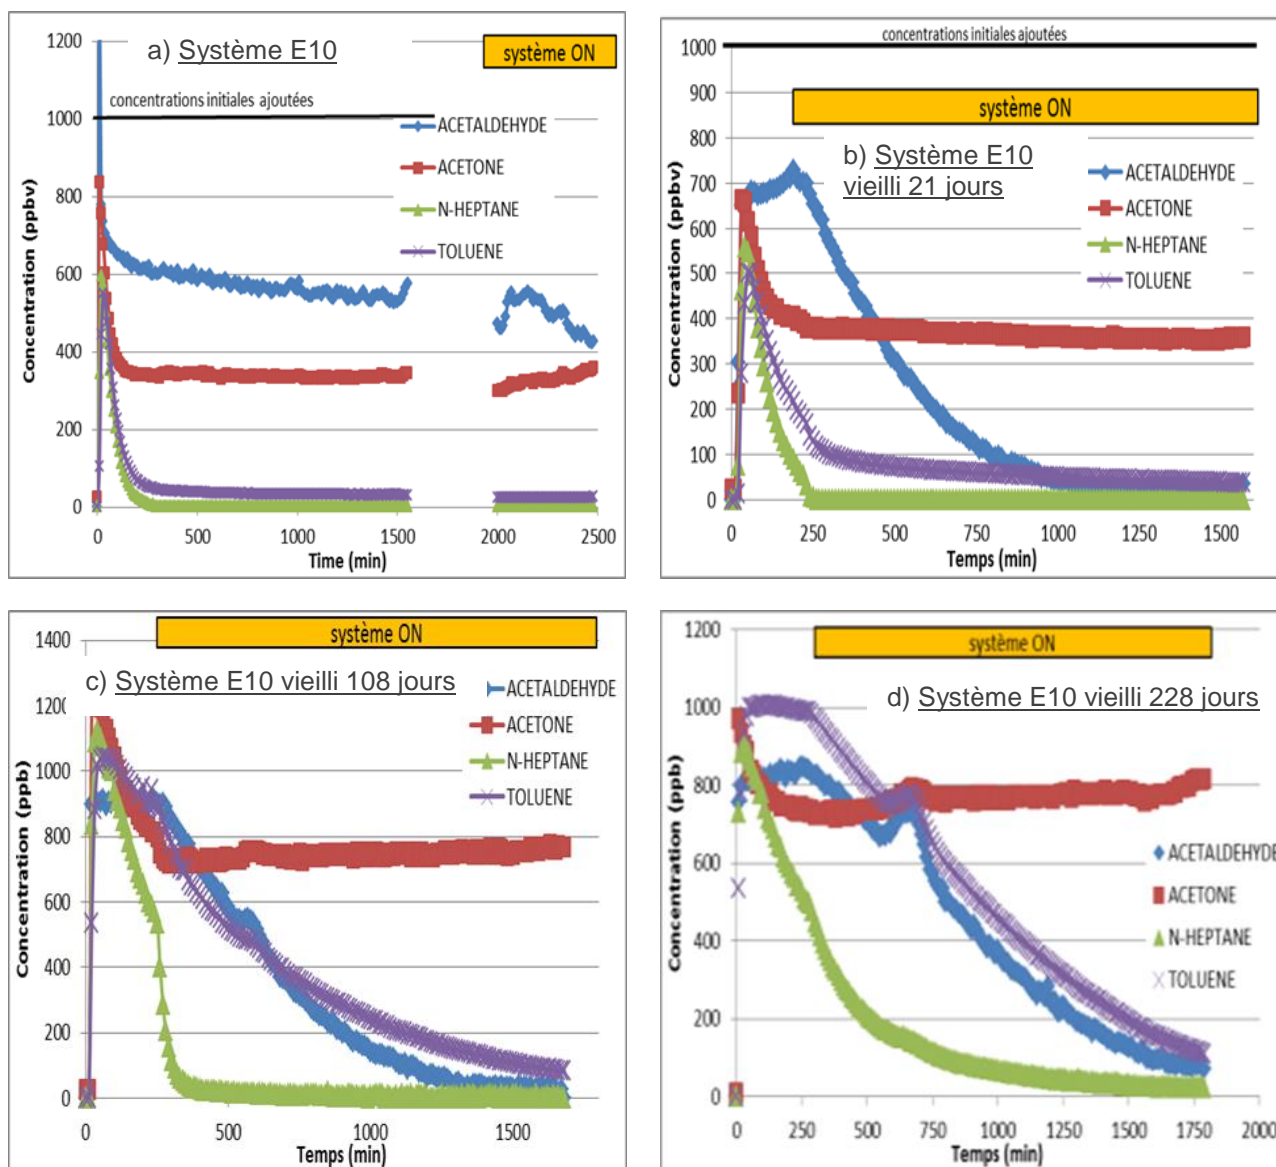 a) Système E10
système ON
concentrations initiales ajoutées
1200
1000
800
600
400
200
0
Concentration (ppbv)
ACETALDEHYDE
ACETONE
N-HEPTANE
TOLUENE
0 500 1000 1500 2000 2500
Time (min)
concentrations initiales ajoutées
système ON
b) Système E10
vieilli 21 jours
1000
900
800
700
600
500
400
300
200
100
0
Concentration (ppbv)
ACETALDEHYDE
ACETONE
N-HEPTANE
TOLUENE
0 250 500 750 1000 1250 1500
Temps (min)
système ON
c) Système E10 vieilli 108 jours
1400
1200
1000
800
600
400
200
0
Concentration (ppb)
ACETALDEHYDE
ACETONE
N-HEPTANE
TOLUENE
0 500 1000 1500
Temps (min)
système ON
d) Système E10 vieilli 228 jours
1200
1000
800
600
400
200
0
Concentration (ppb)
ACETALDEHYDE
ACETONE
N-HEPTANE
TOLUENE
0 250 500 750 1000 1250 1500 1750 2000
Temps (min)